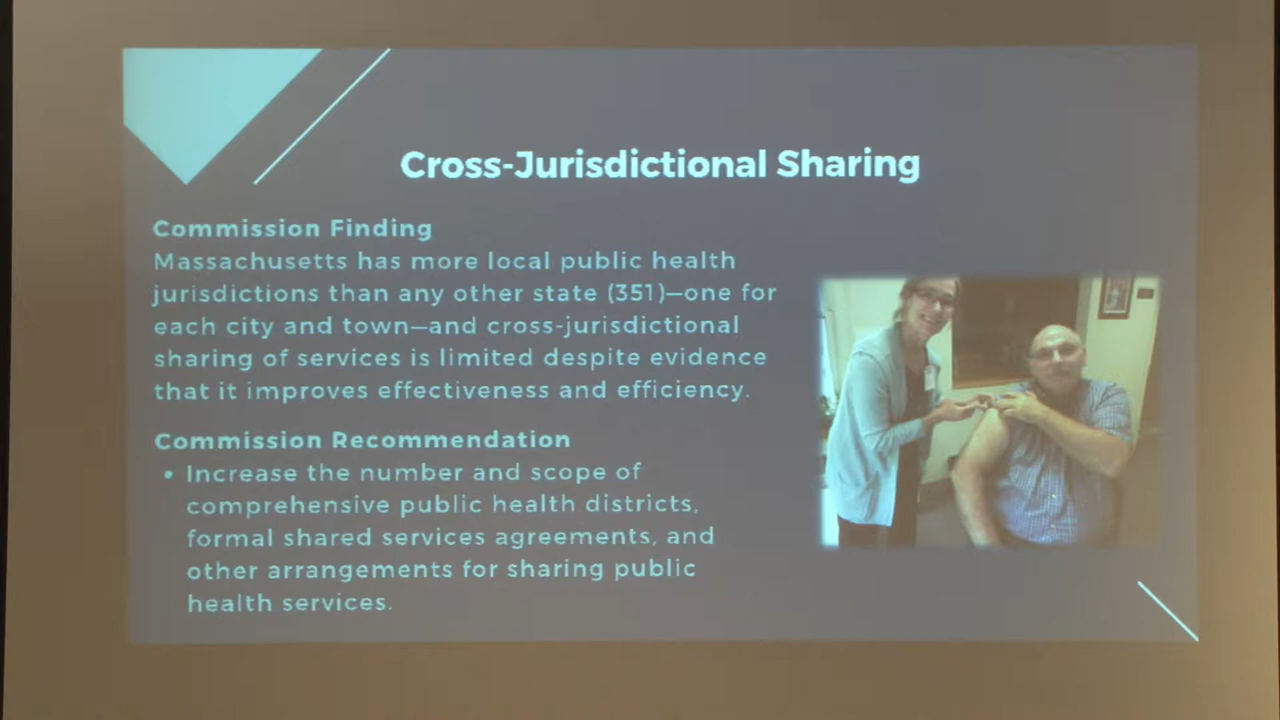 Cross-Jurisdictional Sharing
Commission Finding
Massachusetts has more local public health
jurisdictions than any other state (351)—one for
each city and town—and cross-jurisdictional
sharing of services is limited despite evidence
that it improves effectiveness and efficiency.
Commission Recommendation
• Increase the number and scope of
comprehensive public health districts,
formal shared services agreements, and
other arrangements for sharing public
health services.